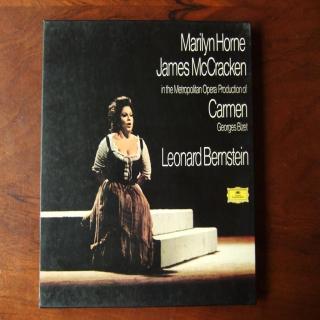 Marilyn Horne
James McCracken
in the Metropolitan Opera Production of
Carmen
Georges Bizet
Leonard Bernstein